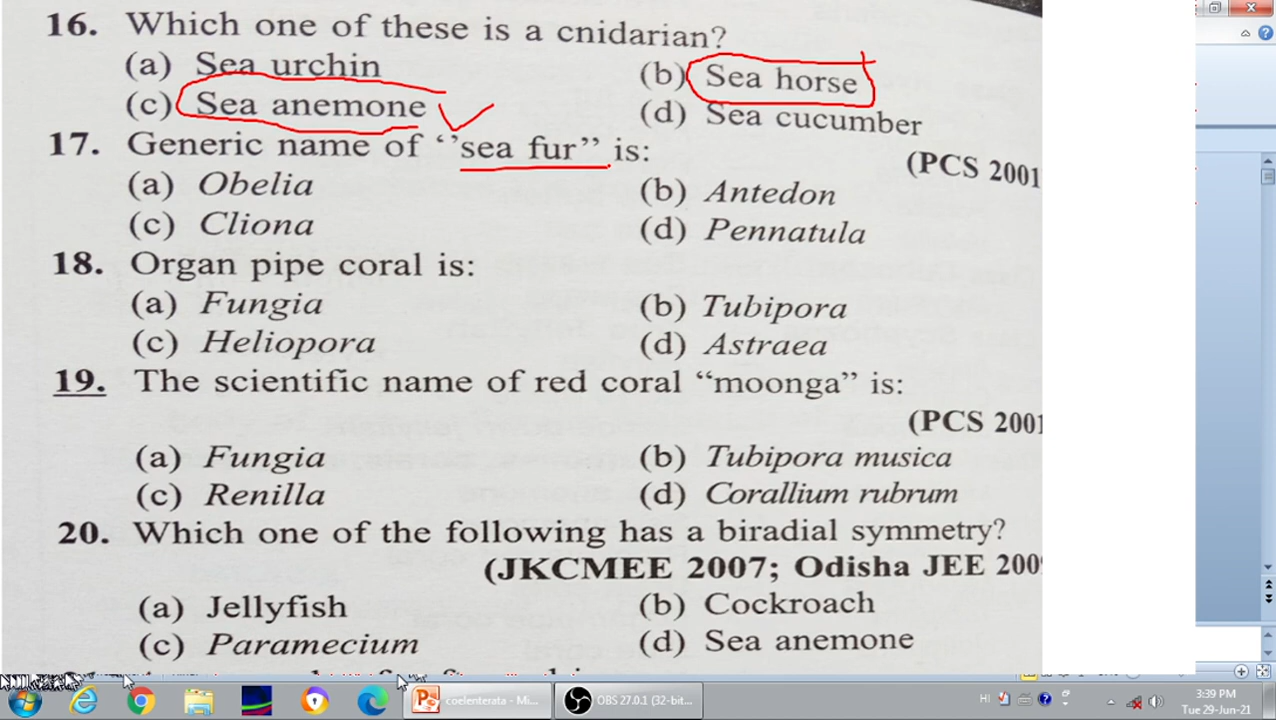 16. Which one of these is a cnidarian?
(a) Sea urchin (b) Sea horse
(c) Sea anemone (d) Sea cucumber
17. Generic name of ‘’sea fur” is:
(PCS 2001
(a) Obelia (b) Antedon
(c) Cliona (d) Pennatula
18. Organ pipe coral is:
(a) Fungia (b) Tubipora
(c) Heliopora (d) Astraea
19. The scientific name of red coral “moonga” is:
(PCS 2001
(a) Fungia (b) Tubipora musica
(c) Renilla (d) Corallium rubrum
20. Which one of the following has a biradial symmetry?
(JKCMEE 2007; Odisha JEE 200
(a) Jellyfish (b) Cockroach
(c) Paramecium (d) Sea anemone
coelenterata - Mi... OBS 27.0.1 (32-bit... HI 3:39 PM
Tue 29-Jun-21